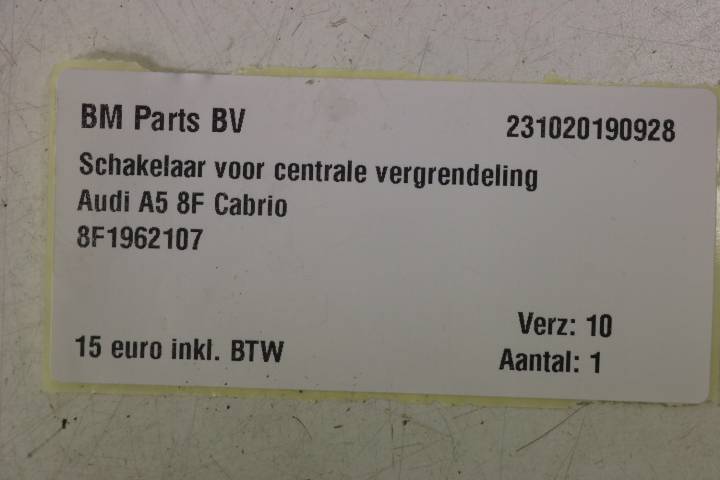 BM Parts BV 231020190928
Schakelaar voor centrale vergrendeling
Audi A5 8F Cabrio
8F1962107
Verz: 10
15 euro inkl. BTW Aantal: 1